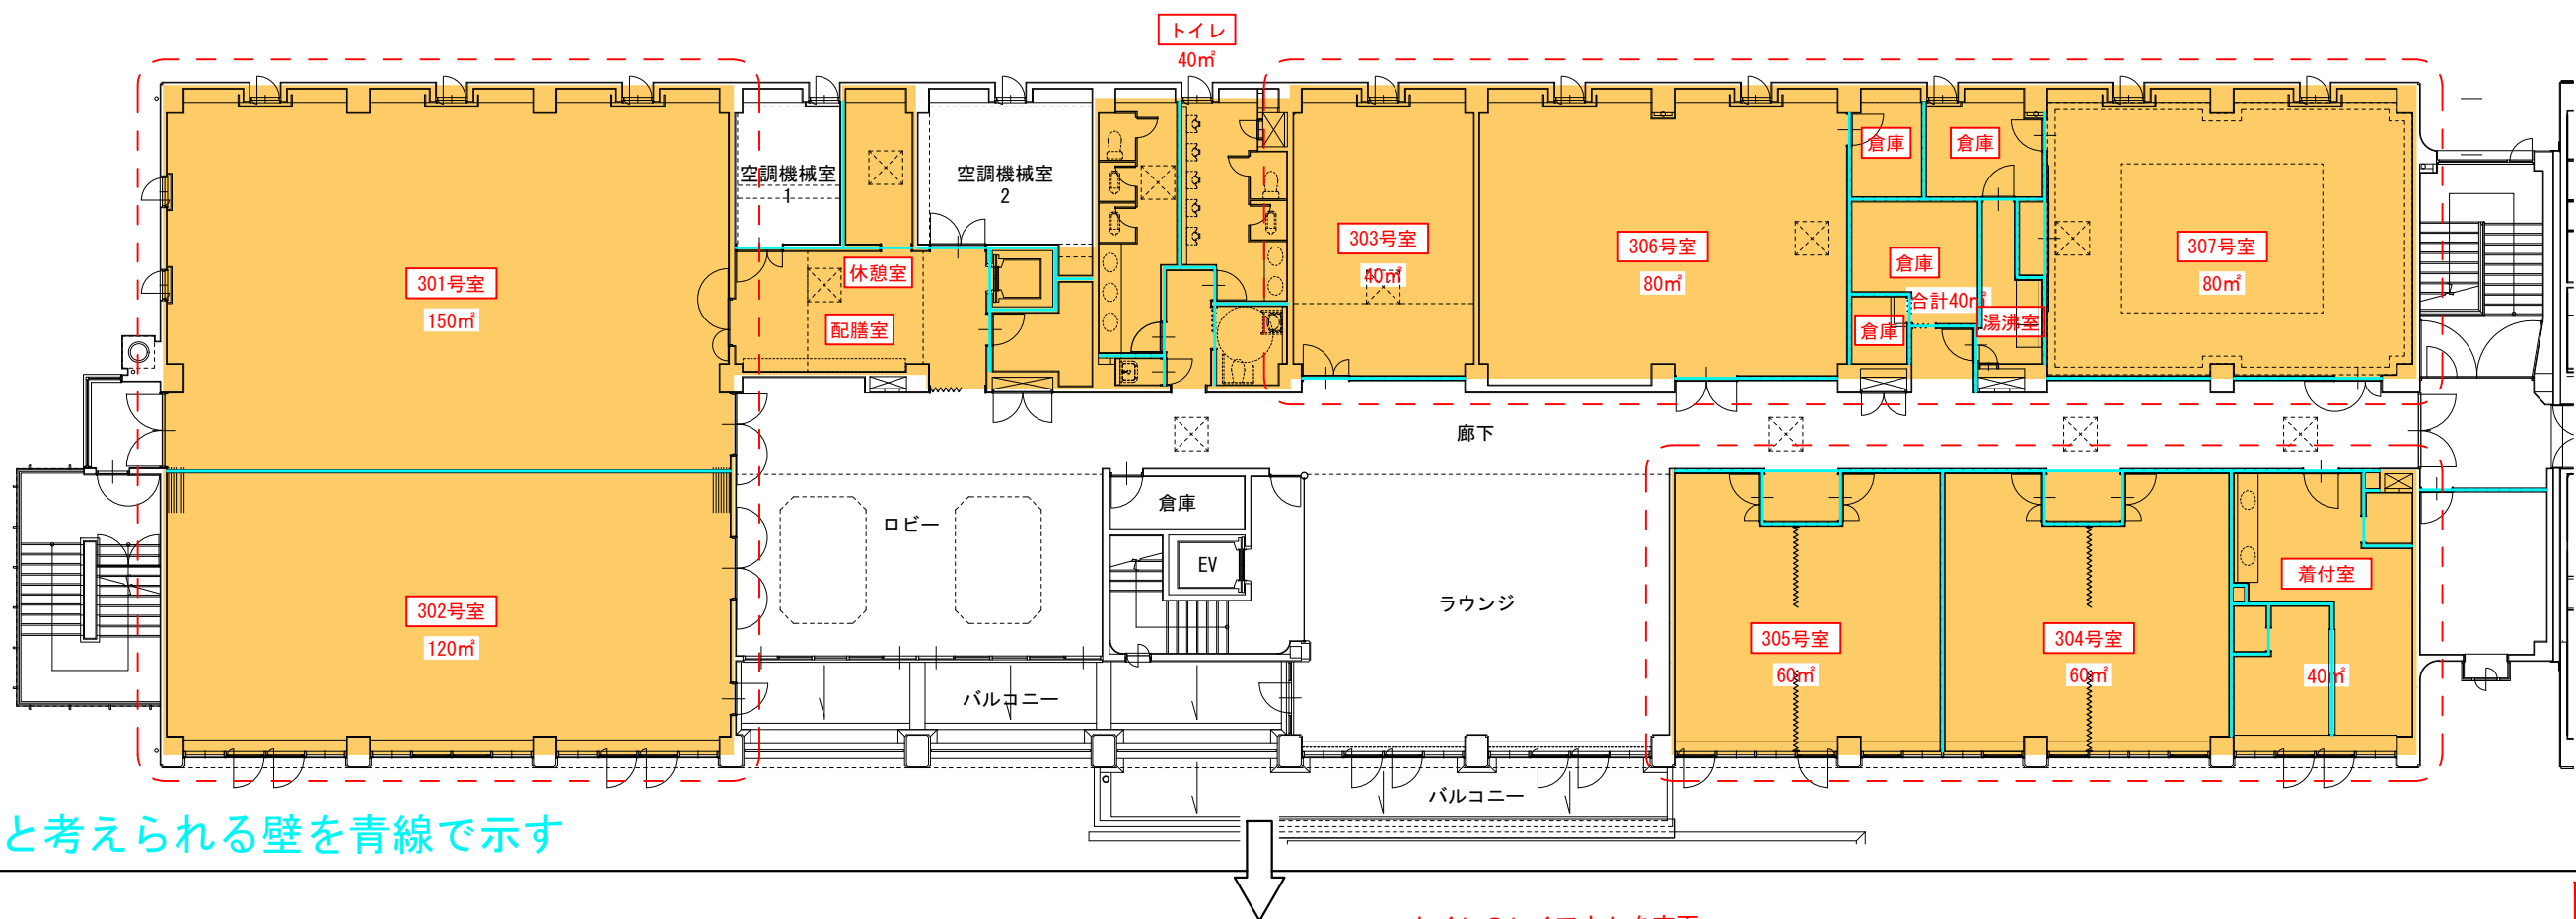 トイレ
40㎡
空調機械室
1
空調機械室
2
倉庫
倉庫
303号室
40㎡
306号室
80㎡
307号室
80㎡
301号室
150㎡
休憩室
配膳室
倉庫
合計40㎡
倉庫
湯沸室
廊下
倉庫
ロビー
EV
ラウンジ
着付室
302号室
120㎡
305号室
60㎡
304号室
60㎡
40㎡
バルコニー
バルコニー
と考えられる壁を青線で示す